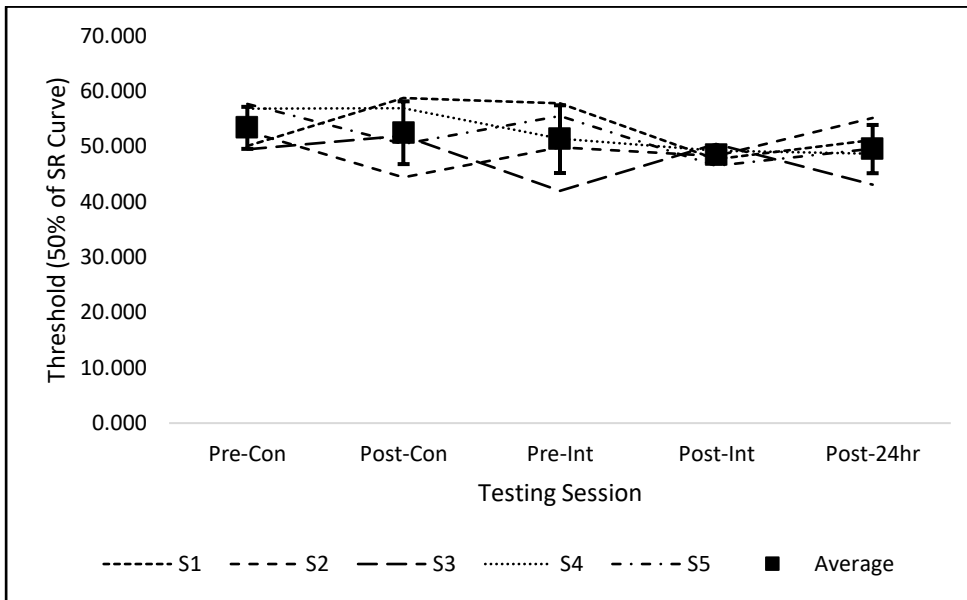 70.000
60.000
50.000
40.000
30.000
20.000
10.000
0.000
Threshold (50% of SR Curve)
Pre-Con Post-Con Pre-Int Post-Int Post-24hr
Testing Session
S1 S2 S3 S4 S5 Average